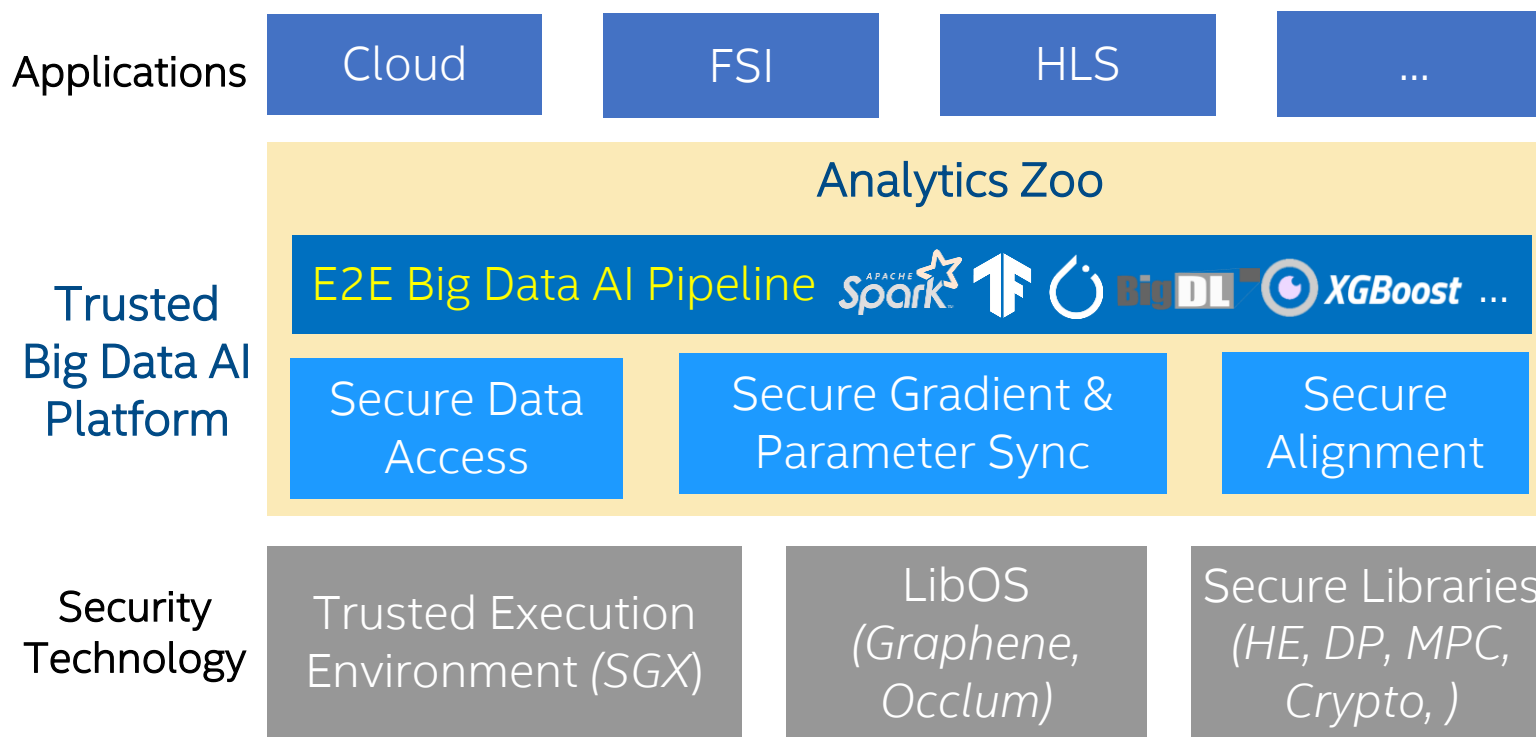 Applications
Cloud
FSI
HLS
...
Analytics Zoo
Trusted
Big Data AI
Platform
E2E Big Data AI Pipeline
APACHE
Spark
TM
BigDL
XGBoost
...
Secure Data
Access
Secure Gradient &
Parameter Sync
Secure
Alignment
Security
Technology
Trusted Execution
Environment (SGX)
LibOS
(Graphene,
Occlum)
Secure Libraries
(HE, DP, MPC,
Crypto, )